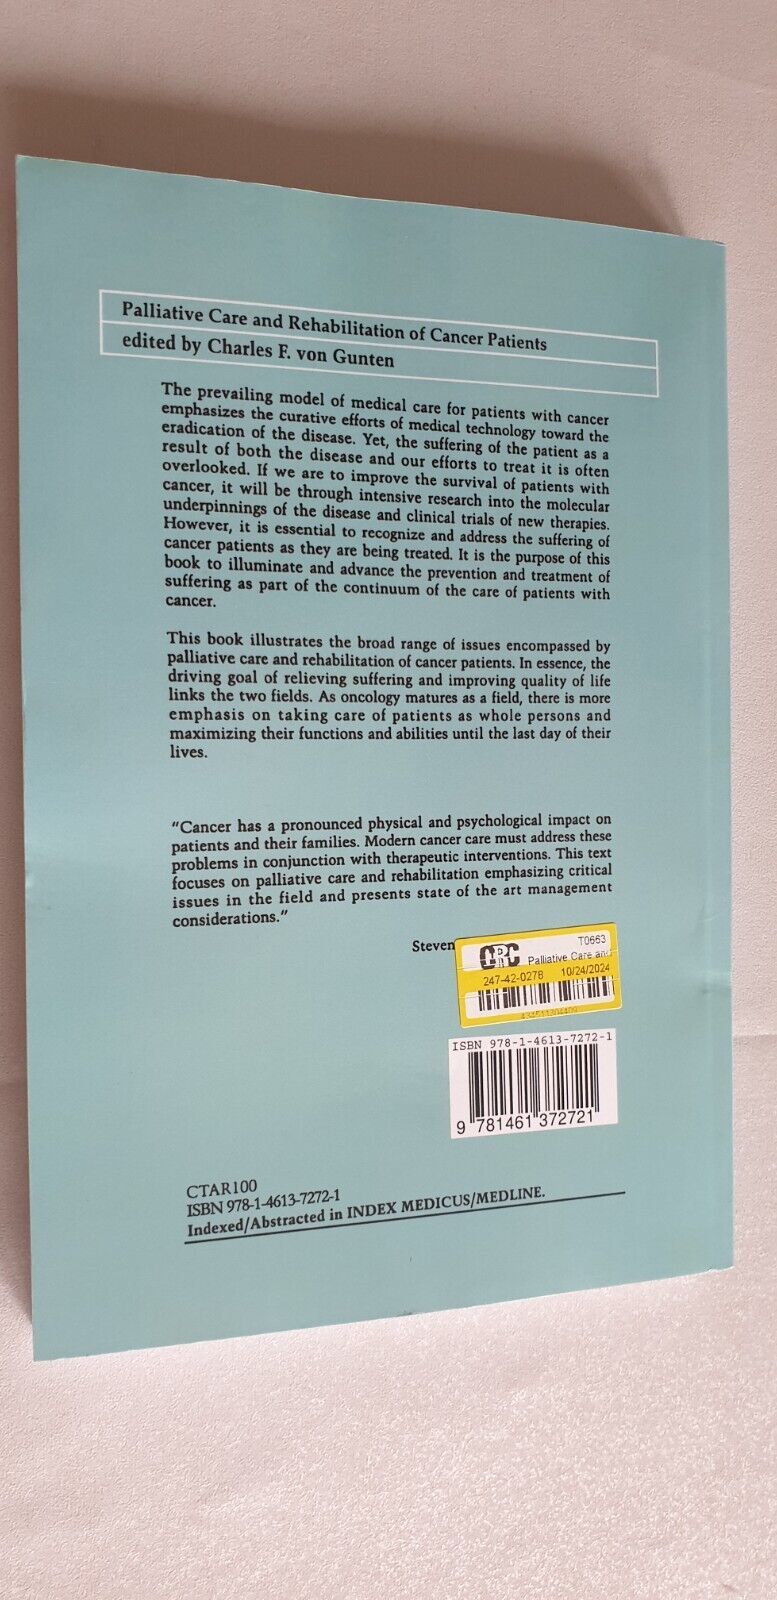 Palliative Care and Rehabilitation of Cancer Patients
edited by Charles F. von Gunten
The prevailing model of medical care for patients with cancer
emphasizes the curative efforts of medical technology toward the
eradication of the disease. Yet, the suffering of the patient as a
result of both the disease and our efforts to treat it is often
overlooked. If we are to improve the survival of patients with
cancer, it will be through intensive research into the molecular
underpinnings of the disease and clinical trials of new therapies.
However, it is essential to recognize and address the suffering of
cancer patients as they are being treated. It is the purpose of this
book to illuminate and advance the prevention and treatment of
suffering as part of the continuum of the care of patients with
cancer.
This book illustrates the broad range of issues encompassed by
palliative care and rehabilitation of cancer patients. In essence, the
driving goal of relieving suffering and improving quality of life
links the two fields. As oncology matures as a field, there is more
emphasis on taking care of patients as whole persons and
maximizing their functions and abilities until the last day of their
lives.
"Cancer has a pronounced physical and psychological impact on
patients and their families. Modern cancer care must address these
problems in conjunction with therapeutic interventions. This text
focuses on palliative care and rehabilitation emphasizing critical
issues in the field and presents state of the art management
considerations."
Steven
CRC T0663
Palliative Care and
247-42-0278 10/24/2024
434511304409
ISBN 978-1-4613-7272-1
9 781461 372721
CTAR100
ISBN 978-1-4613-7272-1
Indexed/Abstracted in INDEX MEDICUS/MEDLINE.